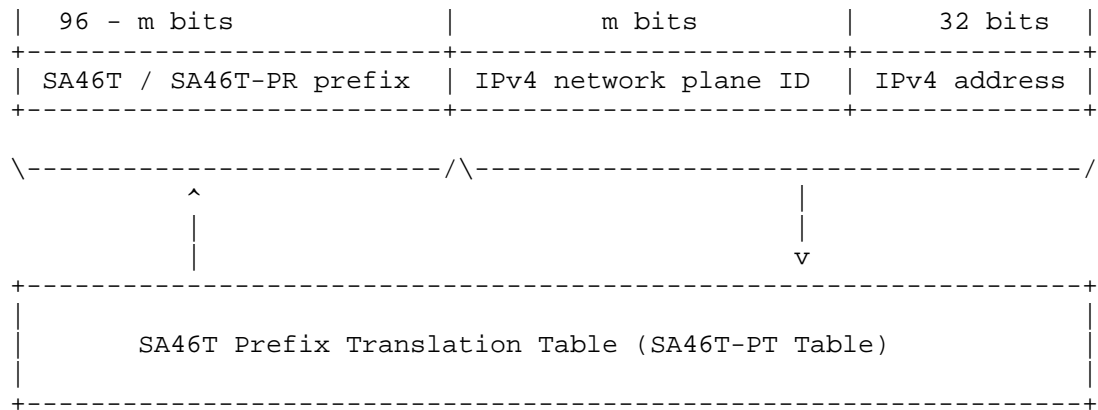 | 96 - m bits | m bits | 32 bits |
| SA46T / SA46T-PR prefix | IPv4 network plane ID | IPv4 address |
SA46T Prefix Translation Table (SA46T-PT Table)